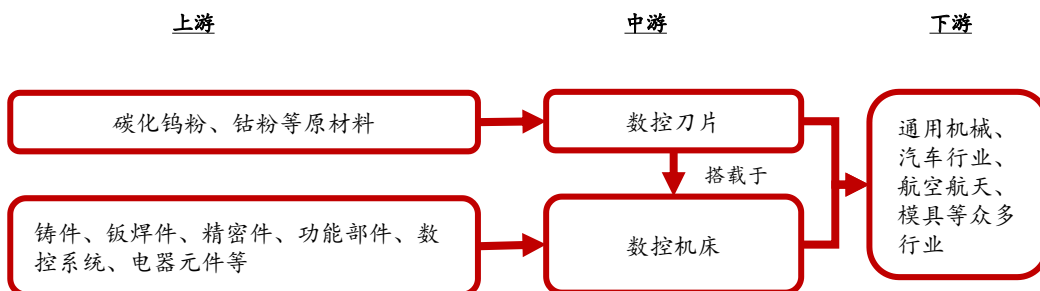 上游
中游
下游
碳化钨粉、钴粉等原材料
数控刀片
搭载于
铸件、钣焊件、精密件、功能部件、数
控系统、电器元件等
数控机床
通用机械、
汽车行业、
航空航天、
模具等众多
行业